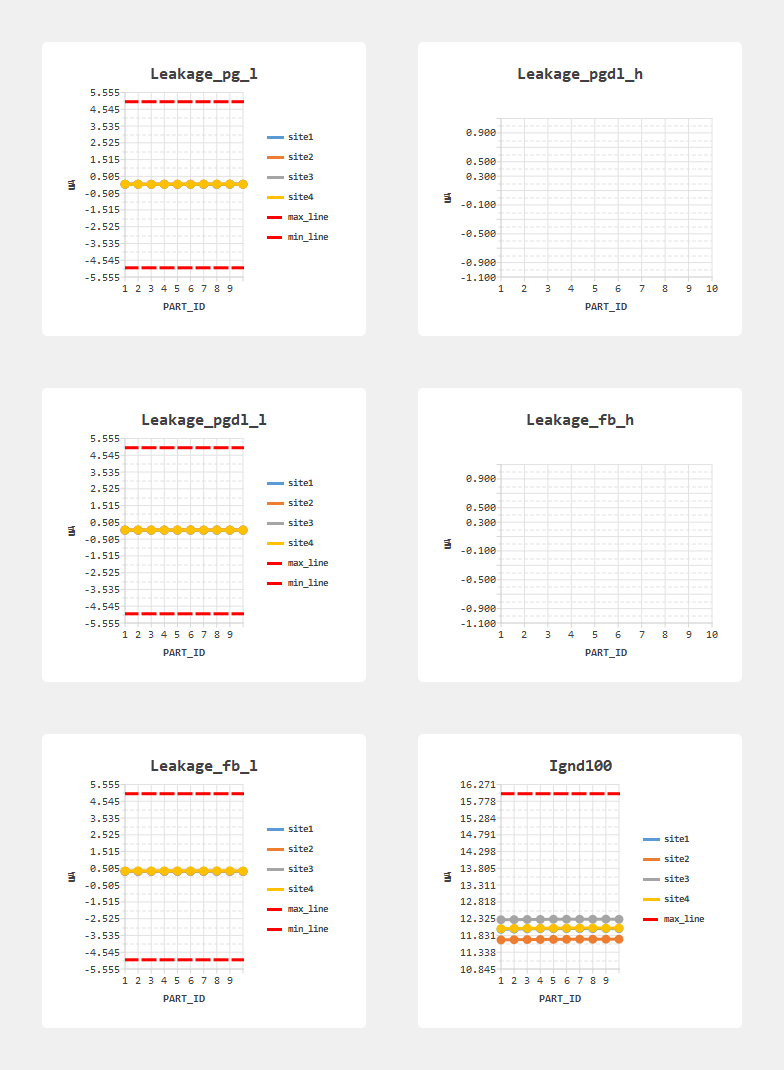 Leakage_pg_l
5.555
4.545
3.535
2.525
1.515
0.505
-0.505
-1.515
-2.525
-3.535
-4.545
-5.555
uA
1 2 3 4 5 6 7 8 9
PART_ID
site1
site2
site3
site4
max_line
min_line
Leakage_pgdl_h
0.900
0.500
0.300
-0.100
-0.500
-0.900
-1.100
uA
1 2 3 4 5 6 7 8 9 10
PART_ID
Leakage_pgdl_l
5.555
4.545
3.535
2.525
1.515
0.505
-0.505
-1.515
-2.525
-3.535
-4.545
-5.555
uA
1 2 3 4 5 6 7 8 9
PART_ID
site1
site2
site3
site4
max_line
min_line
Leakage_fb_h
0.900
0.500
0.300
-0.100
-0.500
-0.900
-1.100
uA
1 2 3 4 5 6 7 8 9 10
PART_ID
Leakage_fb_l
5.555
4.545
3.535
2.525
1.515
0.505
-0.505
-1.515
-2.525
-3.535
-4.545
-5.555
uA
1 2 3 4 5 6 7 8 9
PART_ID
site1
site2
site3
site4
max_line
min_line
Ignd100
16.271
15.778
15.284
14.791
14.298
13.805
13.311
12.818
12.325
11.831
11.338
10.845
uA
1 2 3 4 5 6 7 8 9
PART_ID
site1
site2
site3
site4
max_line